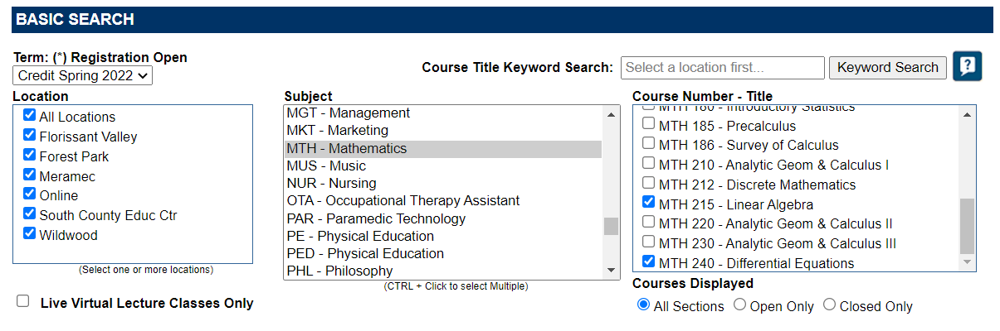 BASIC SEARCH
Term: (*) Registration Open
Credit Spring 2022
Course Title Keyword Search:
Select a location first...
Keyword Search
?
Location
All Locations
Florissant Valley
Forest Park
Meramec
Online
South County Educ Ctr
Wildwood
(Select one or more locations)
Live Virtual Lecture Classes Only
Subject
MGT - Management
MKT - Marketing
MTH - Mathematics
MUS - Music
NUR - Nursing
OTA - Occupational Therapy Assistant
PAR - Paramedic Technology
PE - Physical Education
PED - Physical Education
PHL - Philosophy
(CTRL + Click to select Multiple)
Course Number - Title
MTH 180 - Introductory Statistics
MTH 185 - Precalculus
MTH 186 - Survey of Calculus
MTH 210 - Analytic Geom & Calculus I
MTH 212 - Discrete Mathematics
MTH 215 - Linear Algebra
MTH 220 - Analytic Geom & Calculus II
MTH 230 - Analytic Geom & Calculus III
MTH 240 - Differential Equations
Courses Displayed
All Sections
Open Only
Closed Only